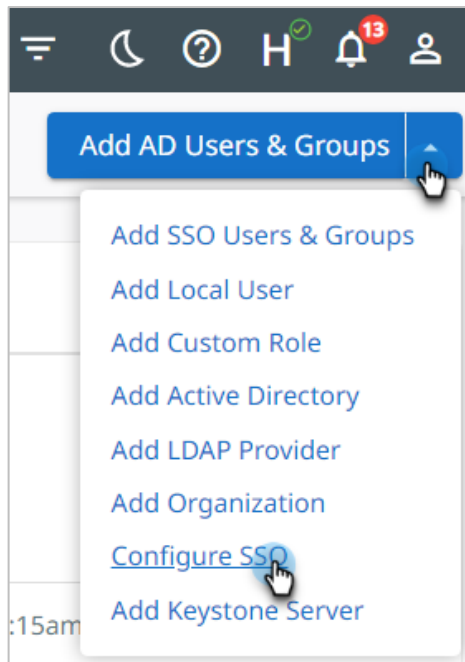 H
13
Add AD Users & Groups
Add SSO Users & Groups
Add Local User
Add Custom Role
Add Active Directory
Add LDAP Provider
Add Organization
Configure SSO
Add Keystone Server
:15am